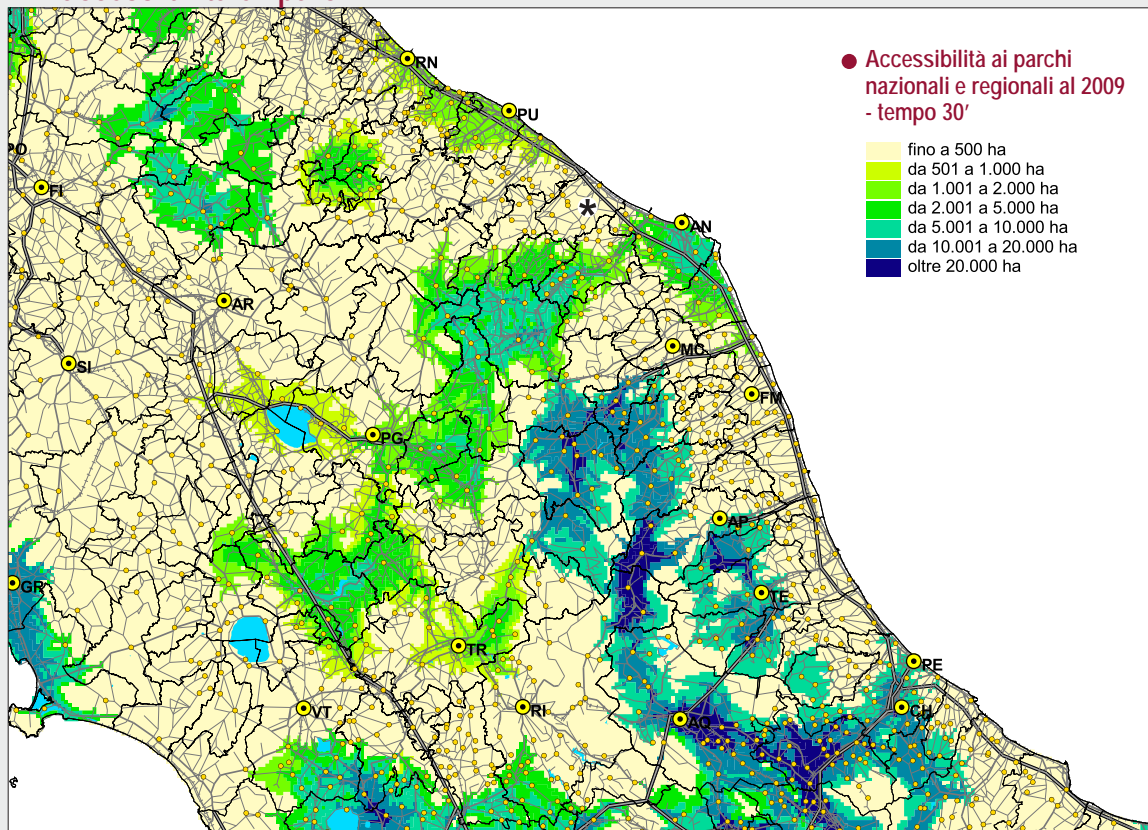 ● Accessibilità ai parchi
nazionali e regionali al 2009
- tempo 30'
fino a 500 ha
da 501 a 1.000 ha
da 1.001 a 2.000 ha
da 2.001 a 5.000 ha
da 5.001 a 10.000 ha
da 10.001 a 20.000 ha
oltre 20.000 ha
RN
PU
PO
FI
*
AN
AR
MC
SI
FM
PG
AP
GR
TE
TR
PE
VT
RI
AQ
CH